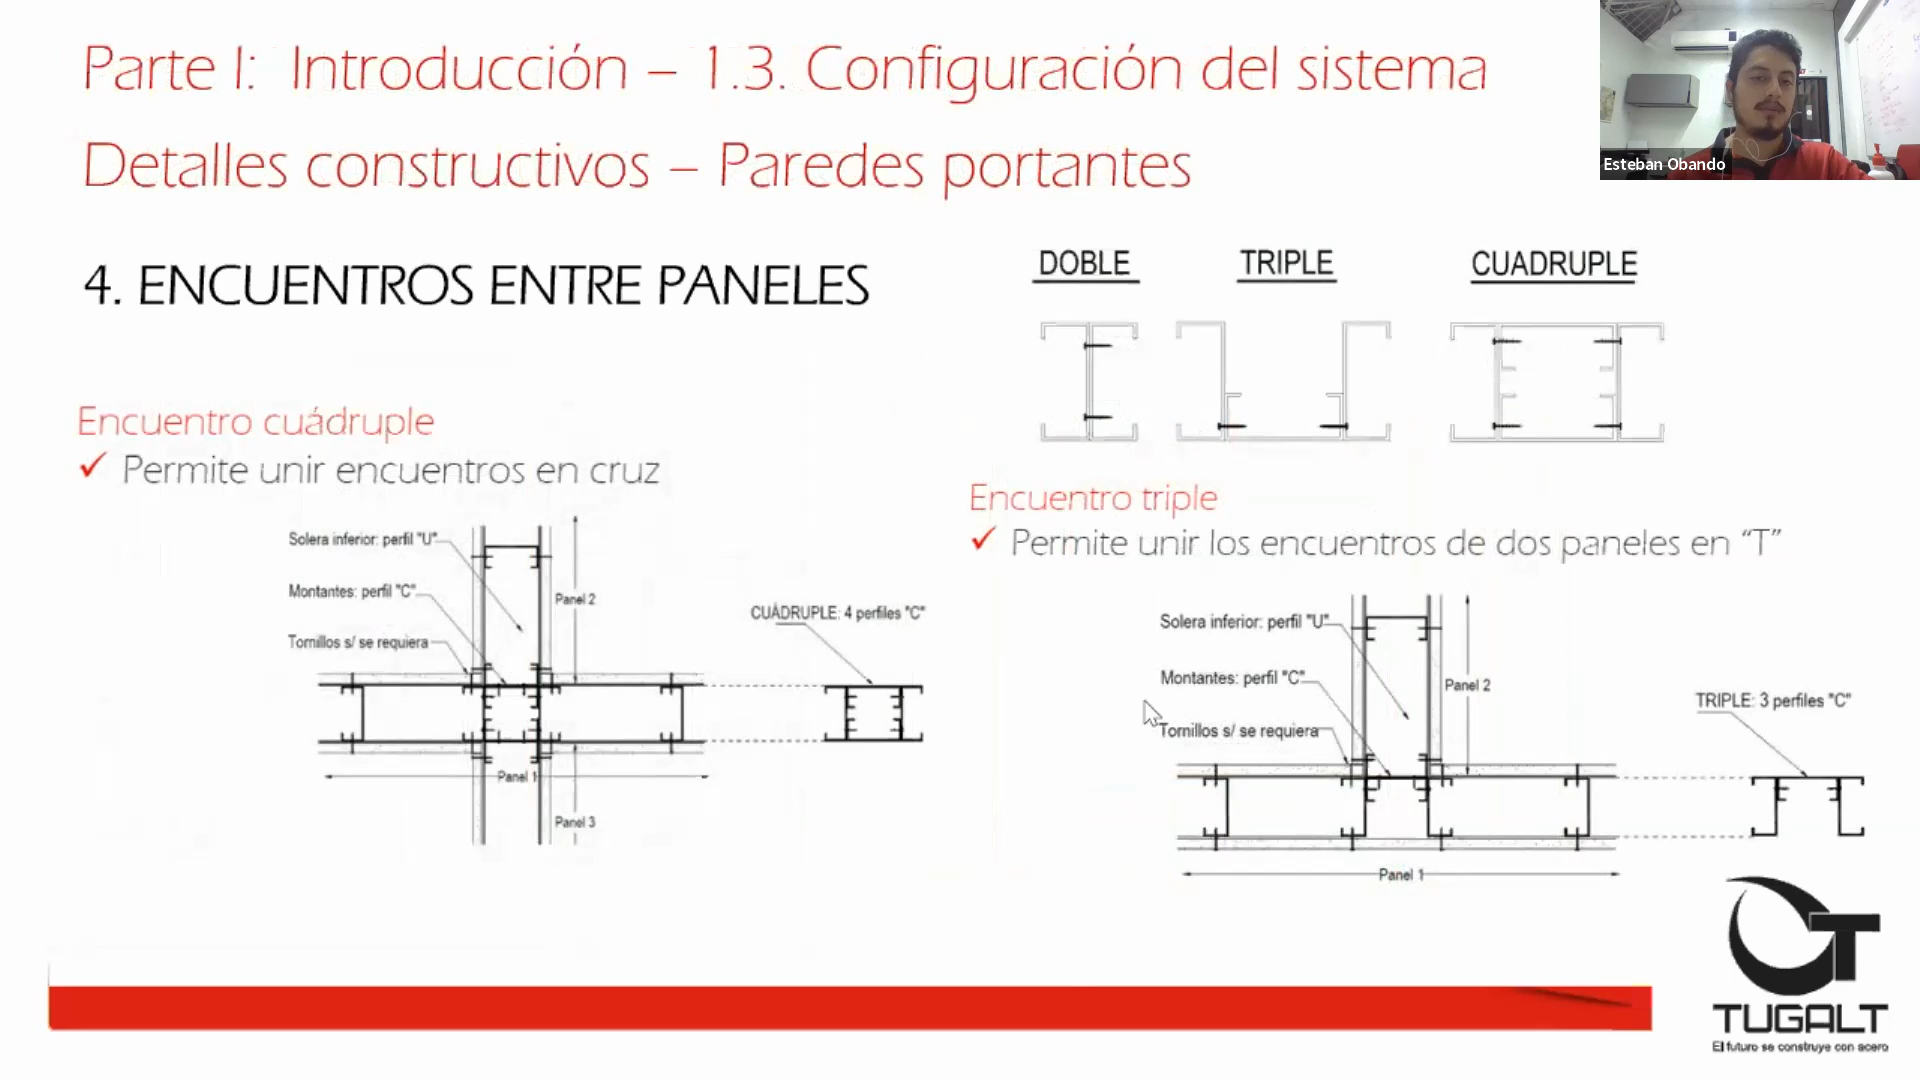 Parte I: Introducción – 1.3. Configuración del sistema
Detalles constructivos – Paredes portantes
Esteban Obando
4. ENCUENTROS ENTRE PANELES
DOBLE
TRIPLE
CUADRUPLE
Encuentro cuádruple
✓ Permite unir encuentros en cruz
Solera inferior: perfil "U"
Montantes: perfil "C"
Tornillos s/ se requiera
Panel 2
CUÁDRUPLE: 4 perfiles "C"
Panel 1
Panel 3
Encuentro triple
✓ Permite unir los encuentros de dos paneles en “T”
Solera inferior: perfil "U"
Montantes: perfil "C"
Tornillos s/ se requiera
Panel 2
TRIPLE: 3 perfiles "C"
Panel 1
TUGALT
El futuro se construye con acero